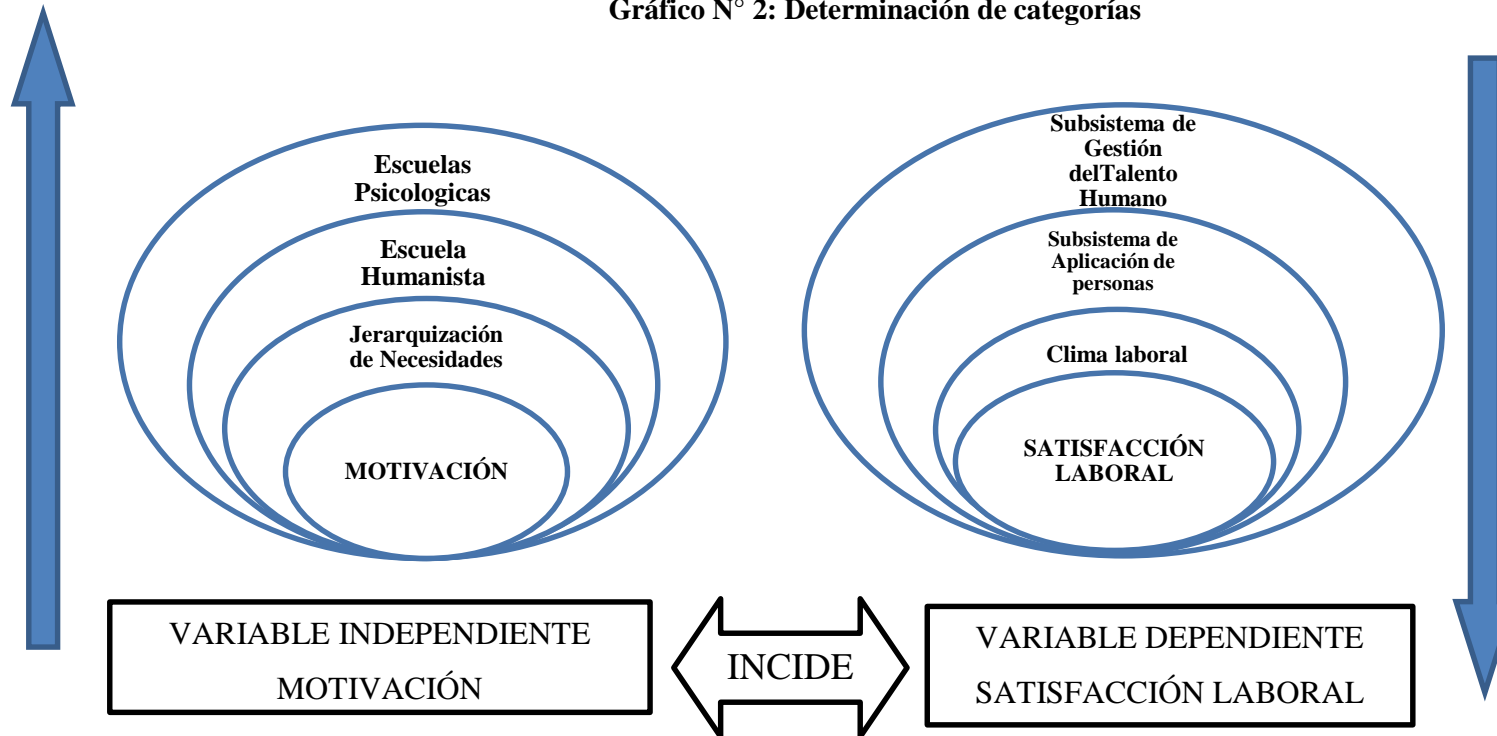 Gráfico N° 2: Determinación de categorías
Escuelas
Psicologicas
Escuela
Humanista
Jerarquización
de Necesidades
MOTIVACIÓN
Subsistema de
Gestión
delTalento
Humano
Subsistema de
Aplicación de
personas
Clima laboral
SATISFACCIÓN
LABORAL
VARIABLE INDEPENDIENTE
MOTIVACIÓN
INCIDE
VARIABLE DEPENDIENTE
SATISFACCIÓN LABORAL